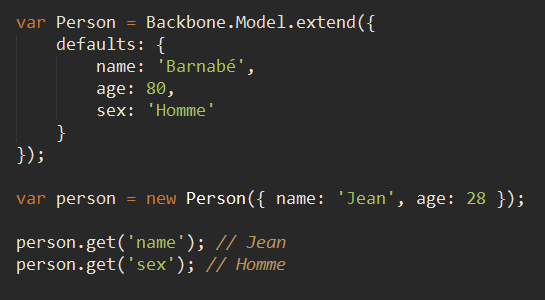 var Person = Backbone.Model.extend({
    defaults: {
        name: 'Barnabé',
        age: 80,
        sex: 'Homme'
    }
});

var person = new Person({ name: 'Jean', age: 28 });

person.get('name'); // Jean
person.get('sex'); // Homme